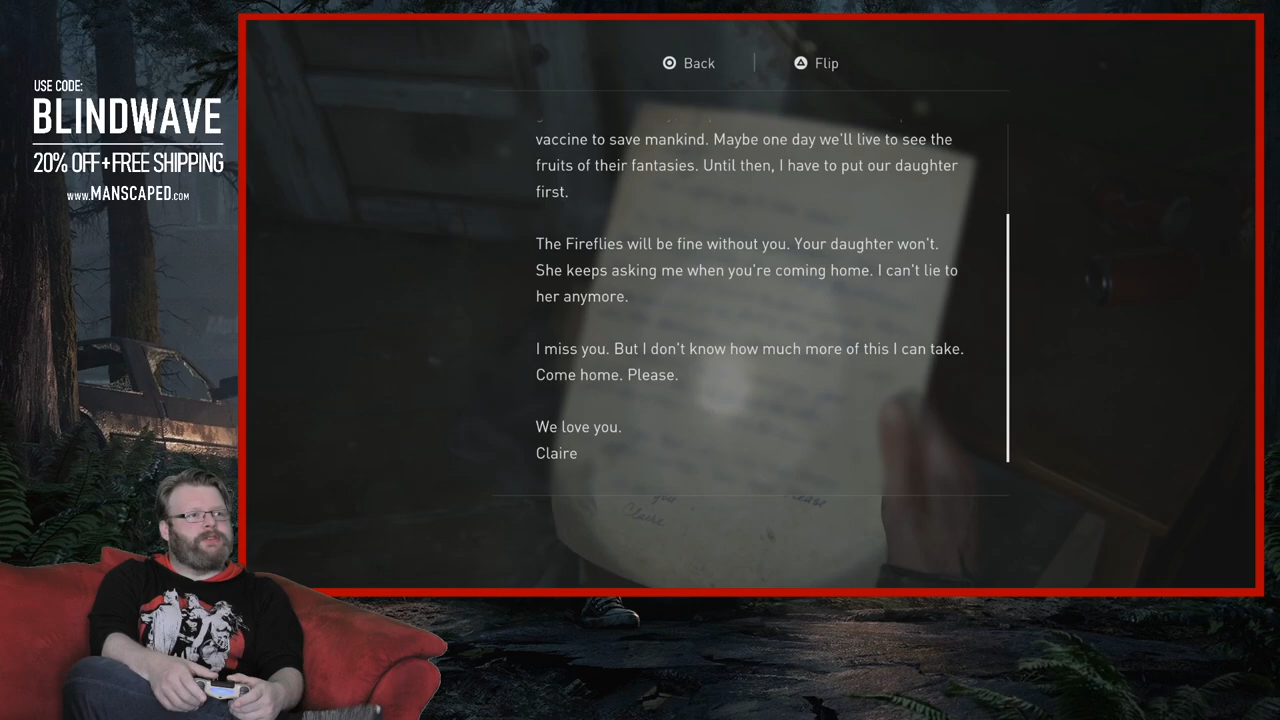 USE CODE:
BLINDWAVE
20% OFF+FREE SHIPPING
www.MANSCAPED.com
Back
Flip
vaccine to save mankind. Maybe one day we'll live to see the
fruits of their fantasies. Until then, I have to put our daughter
first.
The Fireflies will be fine without you. Your daughter won't.
She keeps asking me when you're coming home. I can't lie to
her anymore.
I miss you. But I don't know how much more of this I can take.
Come home. Please.
We love you.
Claire
you
Please
Claire